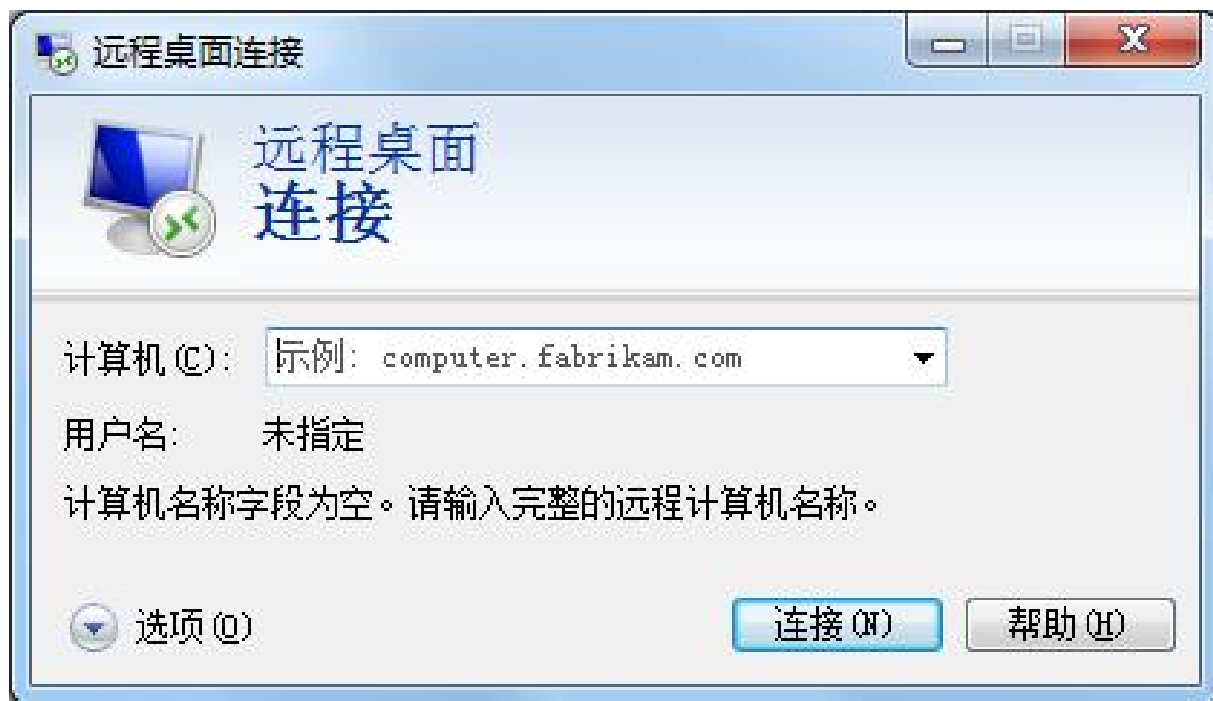 远程桌面连接
远程桌面
连接
计算机(C): 示例: computer.fabrikam.com
用户名: 未指定
计算机名称字段为空。请输入完整的远程计算机名称。
选项(O) 连接(N) 帮助(H)